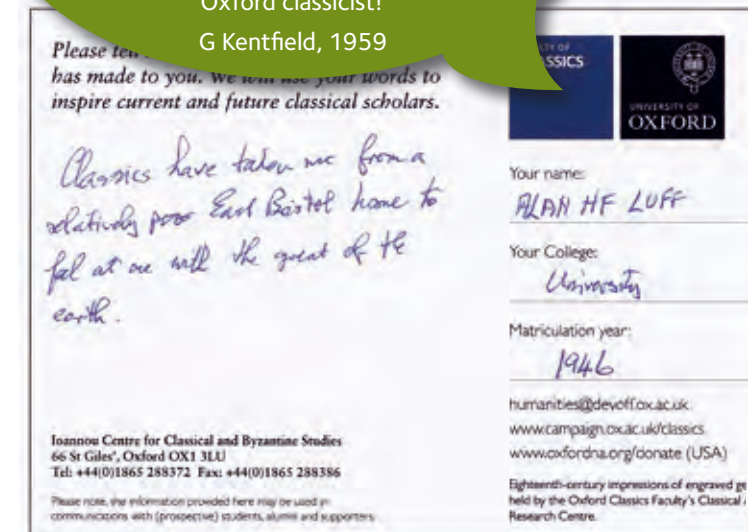 Oxford classicist!
G Kentfield, 1959
Please
has made to you. We will use your words to
inspire current and future classical scholars.
Classics have taken me from a
relatively poor East Bristol home to
feel at one with the great of the
earth.
Ioannou Centre for Classical and Byzantine Studies
66 St Giles', Oxford OX1 3LU
Tel: +44(0)1865 288372 Fax: +44(0)1865 288386
Please note, the information provided here may be used in
communications with (prospective) students, alumni and supporters.
OF
SSICS
UNIVERSITY OF
OXFORD
Your name:
ALAN HF LUFF
Your College:
University
Matriculation year:
1946
humanities@devoff.ox.ac.uk
www.campaign.ox.ac.uk/classics
www.oxfordna.org/donate (USA)
Eighteenth-century impressions of engraved
held by the Oxford Classics Faculty's Classical
Research Centre.